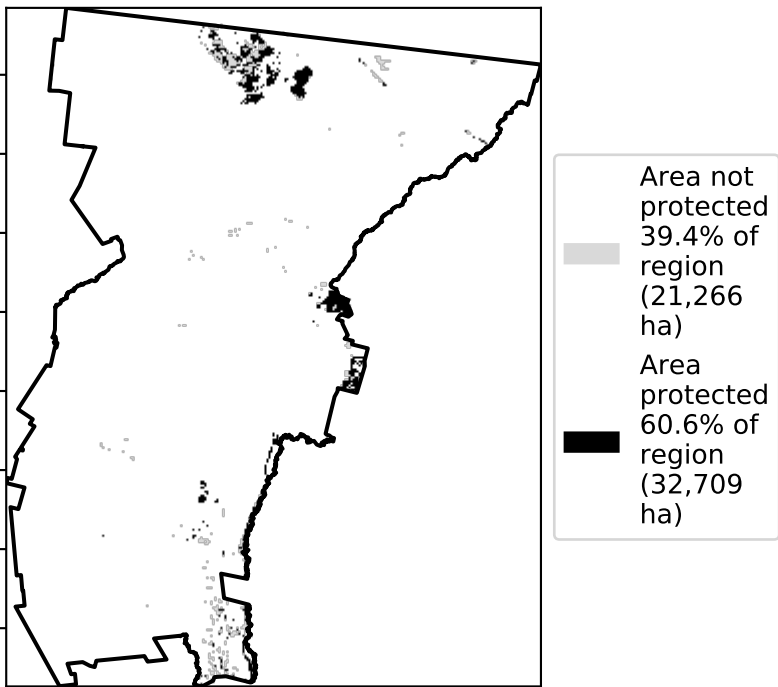 Area not
protected
39.4% of
region
(21,266
ha)
Area
protected
60.6% of
region
(32,709
ha)